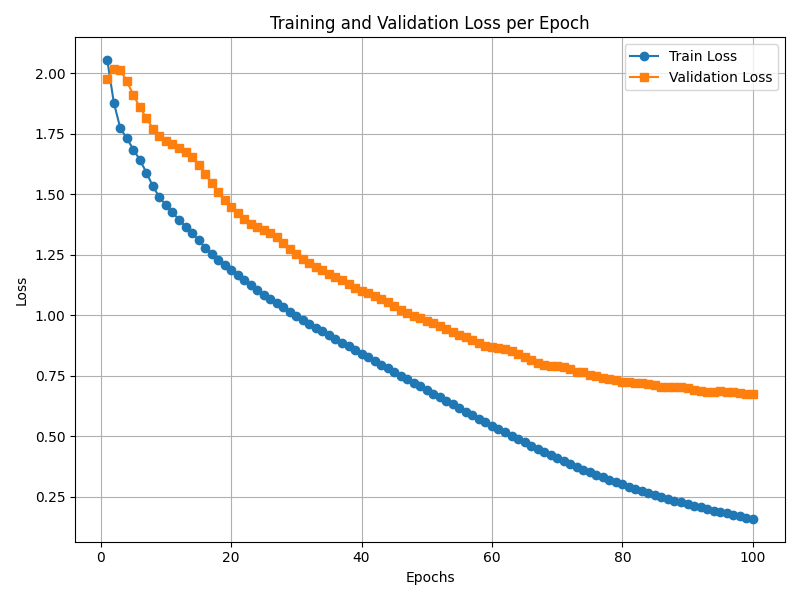 Training and Validation Loss per Epoch
Train Loss
Validation Loss
2.00
1.75
1.50
1.25
1.00
0.75
0.50
0.25
Loss
0 20 40 60 80 100
Epochs